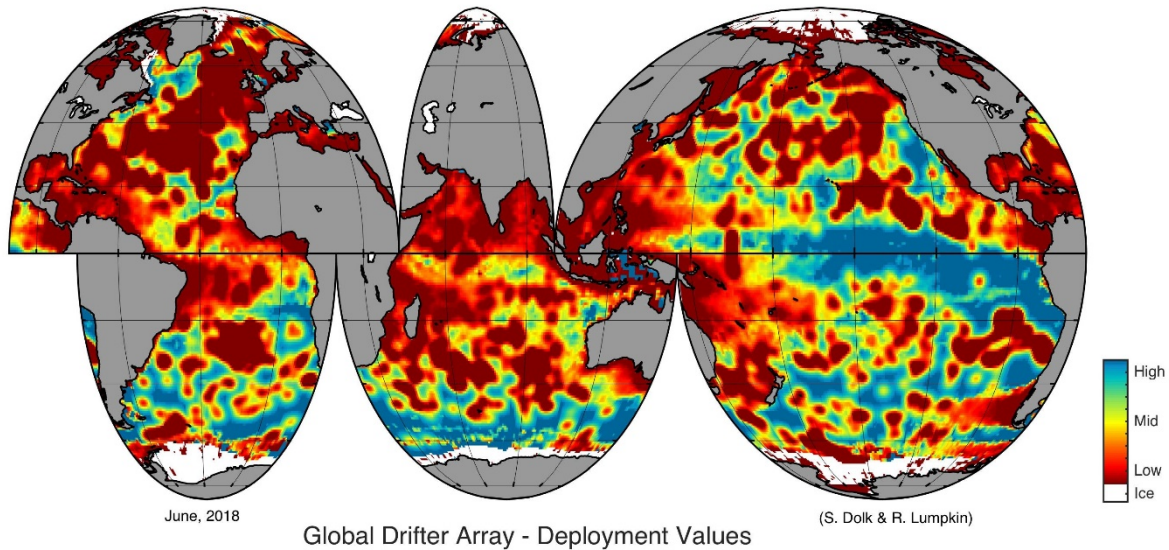 High
Mid
Low
Ice
June, 2018
(S. Dolk & R. Lumpkin)
Global Drifter Array - Deployment Values